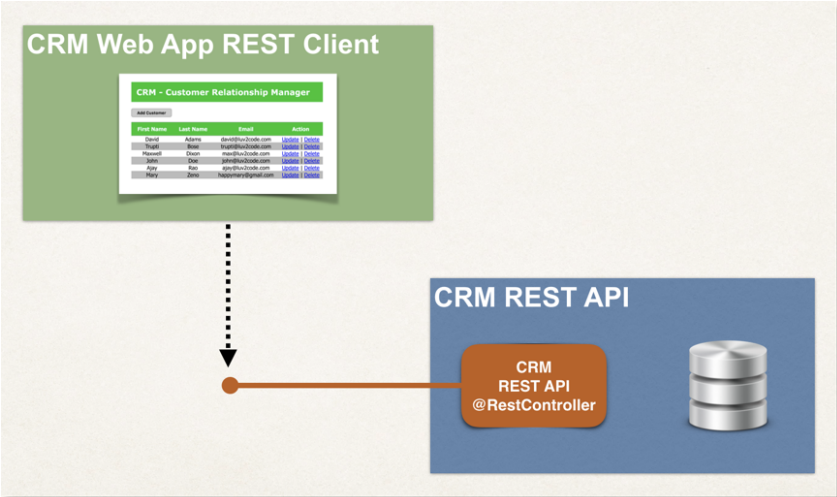 CRM Web App REST Client
CRM - Customer Relationship Manager
Add Customer
First Name Last Name Email Action
David Adams david@luv2code.com Update | Delete
Trupti Bose trupti@luv2code.com Update | Delete
Maxwell Dixon max@luv2code.com Update | Delete
John Doe john@luv2code.com Update | Delete
Ajay Rao ajay@luv2code.com Update | Delete
Mary Zeno happymary@gmail.com Update | Delete
CRM REST API
CRM
REST API
@RestController